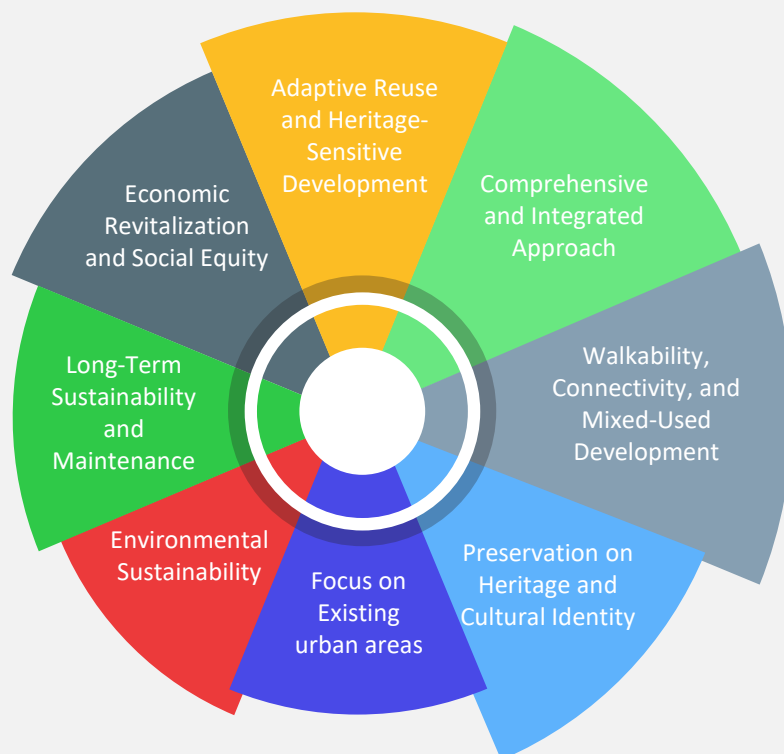 Adaptive Reuse
and Heritage-
Sensitive
Development
Comprehensive
and Integrated
Approach
Walkability,
Connectivity, and
Mixed-Used
Development
Preservation on
Heritage and
Cultural Identity
Focus on
Existing
urban areas
Environmental
Sustainability
Long-Term
Sustainability
and
Maintenance
Economic
Revitalization
and Social Equity